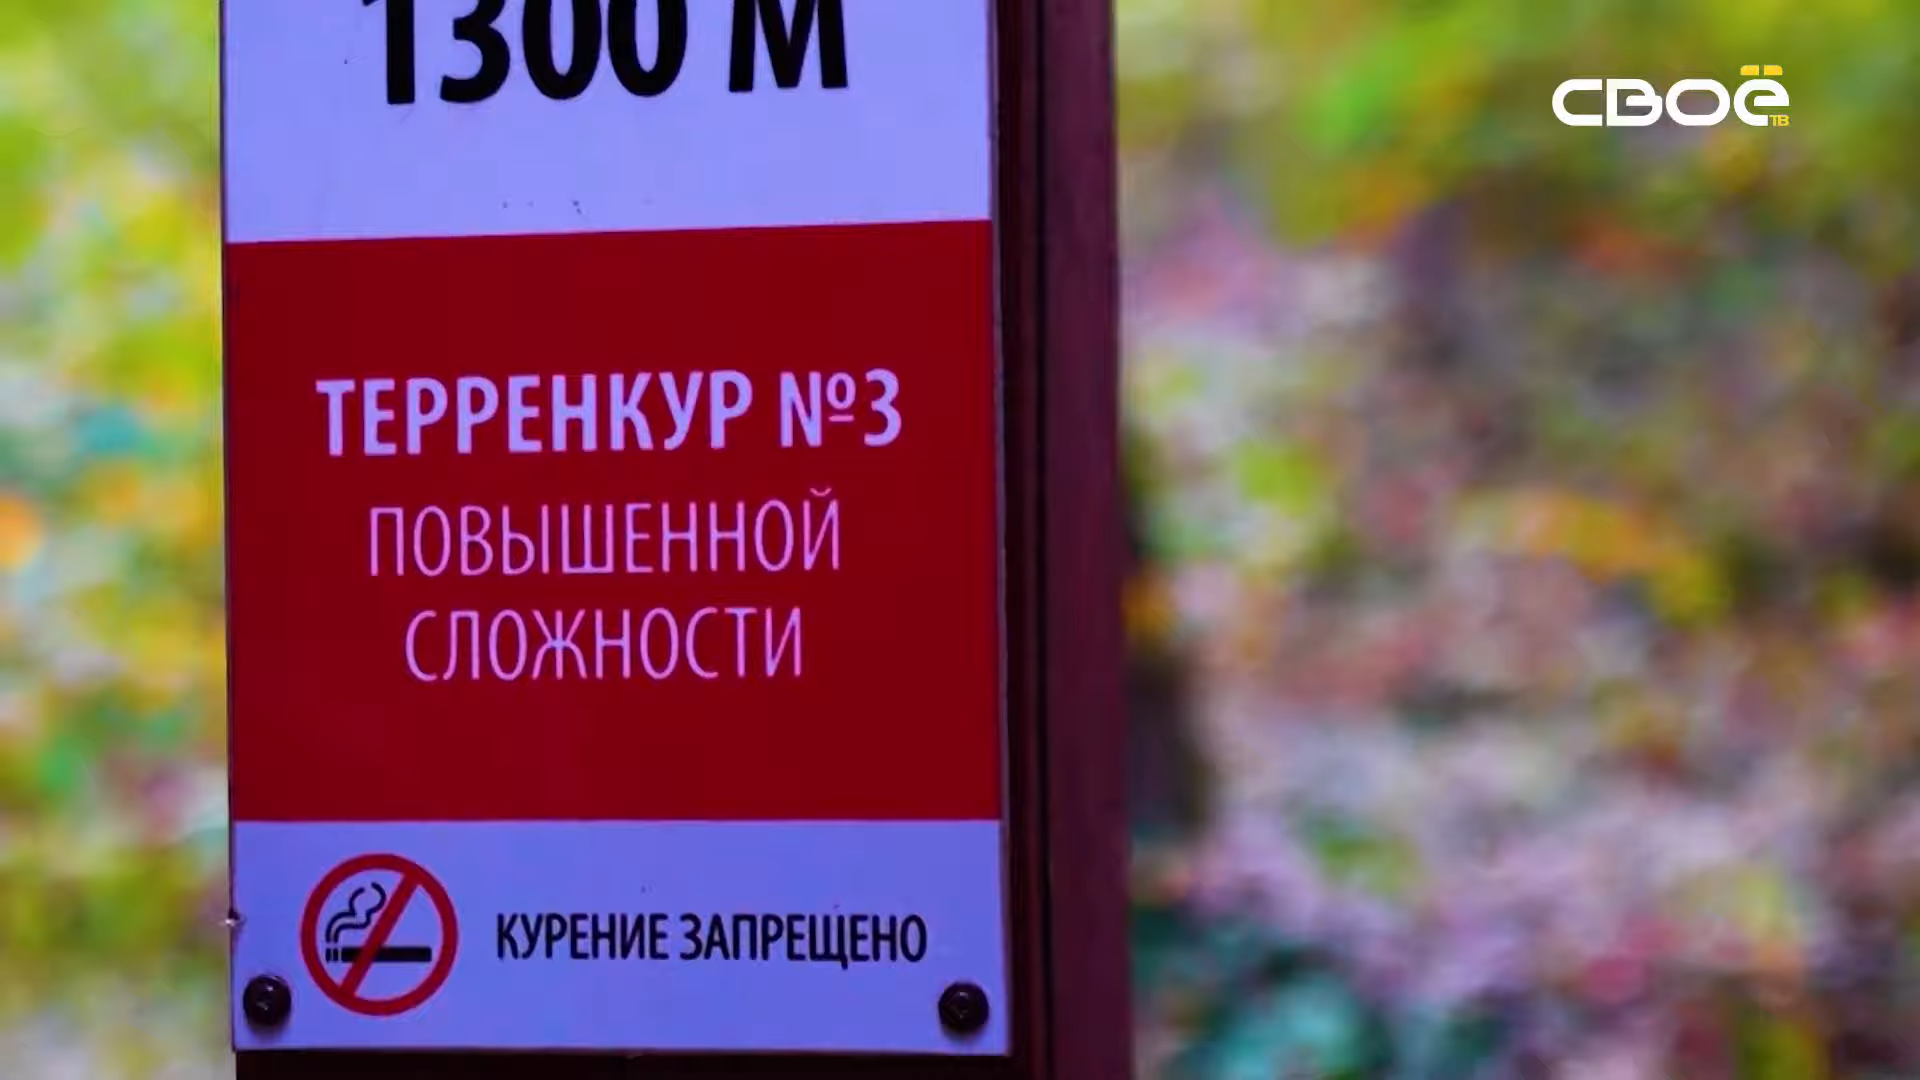 1300 М
СВОЁ
ТВ
ТЕРРЕНКУР №3
ПОВЫШЕННОЙ
СЛОЖНОСТИ
КУРЕНИЕ ЗАПРЕЩЕНО